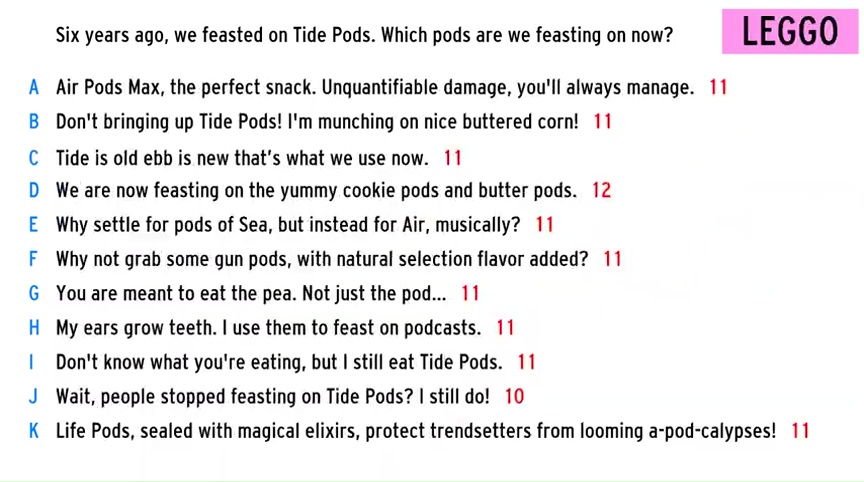 Six years ago, we feasted on Tide Pods. Which pods are we feasting on now?
LEGGO
A Air Pods Max, the perfect snack. Unquantifiable damage, you'll always manage. 11
B Don't bringing up Tide Pods! I'm munching on nice buttered corn! 11
C Tide is old ebb is new that’s what we use now. 11
D We are now feasting on the yummy cookie pods and butter pods. 12
E Why settle for pods of Sea, but instead for Air, musically? 11
F Why not grab some gun pods, with natural selection flavor added? 11
G You are meant to eat the pea. Not just the pod... 11
H My ears grow teeth. I use them to feast on podcasts. 11
I Don't know what you're eating, but I still eat Tide Pods. 11
J Wait, people stopped feasting on Tide Pods? I still do! 10
K Life Pods, sealed with magical elixirs, protect trendsetters from looming a-pod-calypses! 11